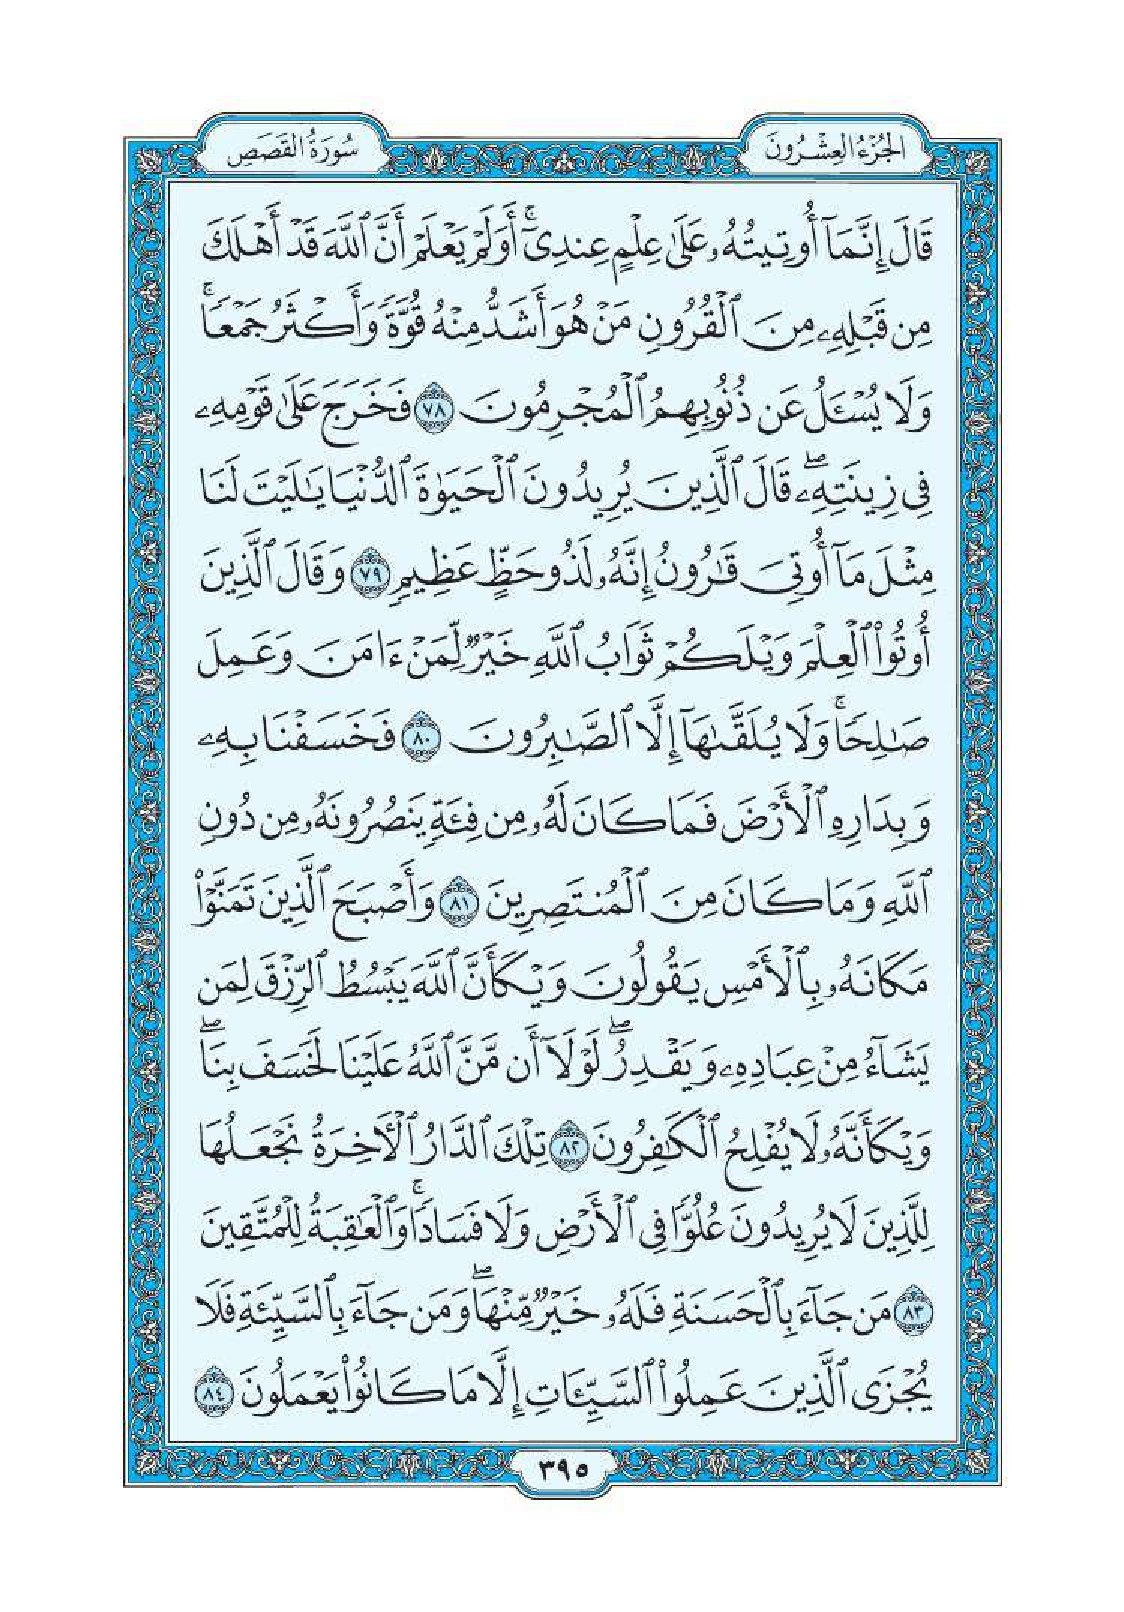 الجُزْءُ العِشْرُونَ
سُورَةُ القَصَصِ
قَالَ إِنَّمَآ أُوتِيتُهُۥ عَلَىٰ عِلْمٍ عِندِيٓۚ أَوَلَمْ يَعْلَمْ أَنَّ ٱللَّهَ قَدْ أَهْلَكَ
مِن قَبْلِهِۦ مِنَ ٱلْقُرُونِ مَنْ هُوَ أَشَدُّ مِنْهُ قُوَّةً وَأَكْثَرُ جَمْعًاۚ
وَلَا يُسْـَٔلُ عَن ذُنُوبِهِمُ ٱلْمُجْرِمُونَ ٧٨ فَخَرَجَ عَلَىٰ قَوْمِهِۦ
فِي زِينَتِهِۦۖ قَالَ ٱلَّذِينَ يُرِيدُونَ ٱلْحَيَوٰةَ ٱلدُّنْيَا يَٰلَيْتَ لَنَا
مِثْلَ مَآ أُوتِيَ قَٰرُونُ إِنَّهُۥ لَذُو حَظٍّ عَظِيمٍ ٧٩ وَقَالَ ٱلَّذِينَ
أُوتُوا۟ ٱلْعِلْمَ وَيْلَكُمْ ثَوَابُ ٱللَّهِ خَيْرٌ لِّمَنْ ءَامَنَ وَعَمِلَ
صَٰلِحًاۚ وَلَا يُلَقَّىٰهَآ إِلَّا ٱلصَّٰبِرُونَ ٨٠ فَخَسَفْنَا بِهِۦ
وَبِدَارِهِ ٱلْأَرْضَ فَمَا كَانَ لَهُۥ مِن فِئَةٍ يَنصُرُونَهُۥ مِن دُونِ
ٱللَّهِ وَمَا كَانَ مِنَ ٱلْمُنتَصِرِينَ ٨١ وَأَصْبَحَ ٱلَّذِينَ تَمَنَّوْا۟
مَكَانَهُۥ بِٱلْأَمْسِ يَقُولُونَ وَيْكَأَنَّ ٱللَّهَ يَبْسُطُ ٱلرِّزْقَ لِمَن
يَشَآءُ مِنْ عِبَادِهِۦ وَيَقْدِرُۖ لَوْلَآ أَن مَّنَّ ٱللَّهُ عَلَيْنَا لَخَسَفَ بِنَاۖ
وَيْكَأَنَّهُۥ لَا يُفْلِحُ ٱلْكَٰفِرُونَ ٨٢ تِلْكَ ٱلدَّارُ ٱلْأَخِرَةُ نَجْعَلُهَا
لِلَّذِينَ لَا يُرِيدُونَ عُلُوًّا فِي ٱلْأَرْضِ وَلَا فَسَادًاۚ وَٱلْعَٰقِبَةُ لِلْمُتَّقِينَ
٨٣ مَن جَآءَ بِٱلْحَسَنَةِ فَلَهُۥ خَيْرٌ مِّنْهَاۖ وَمَن جَآءَ بِٱلسَّيِّئَةِ فَلَا
يُجْزَى ٱلَّذِينَ عَمِلُوا۟ ٱلسَّيِّـَٔاتِ إِلَّا مَا كَانُوا۟ يَعْمَلُونَ ٨٤
٣٩٥